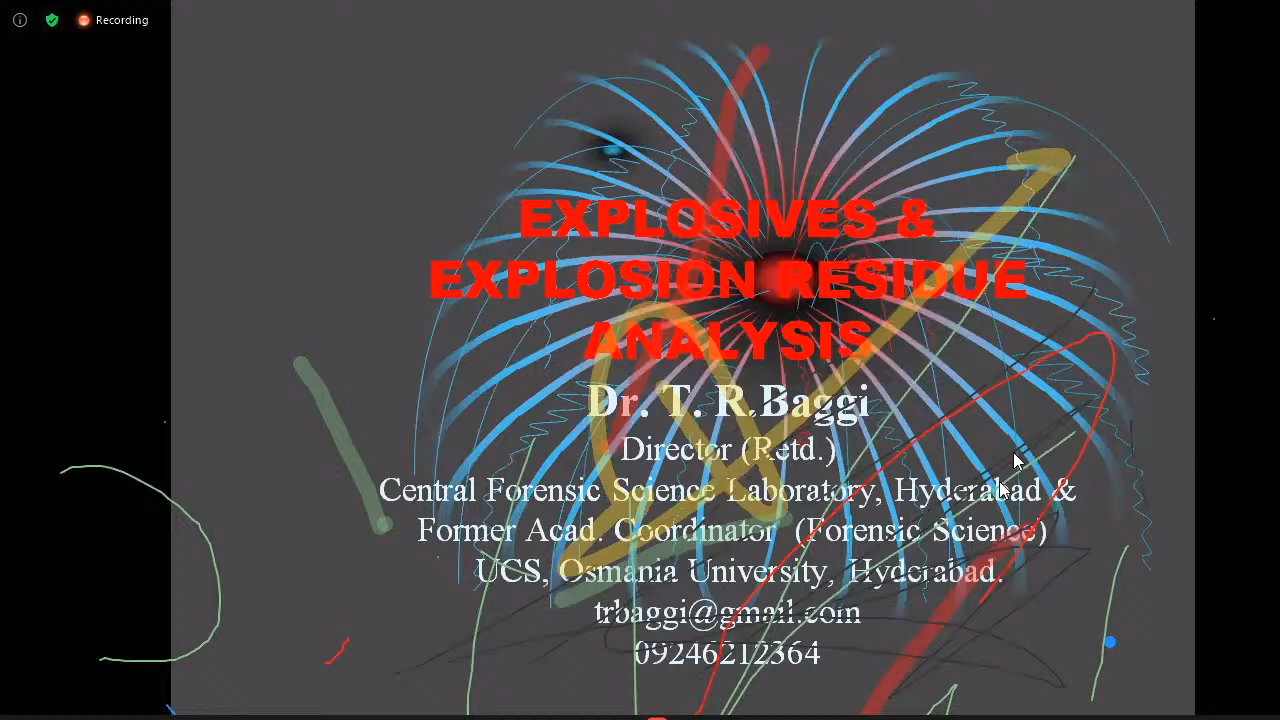 Recording
EXPLOSIVES &
EXPLOSION RESIDUE
ANALYSIS
Dr. T. R.Baggi
Director (Retd.)
Central Forensic Science Laboratory, Hyderabad &
Former Acad. Coordinator (Forensic Science)
UCS, Osmania University, Hyderabad.
trbaggi@gmail.com
09246212364